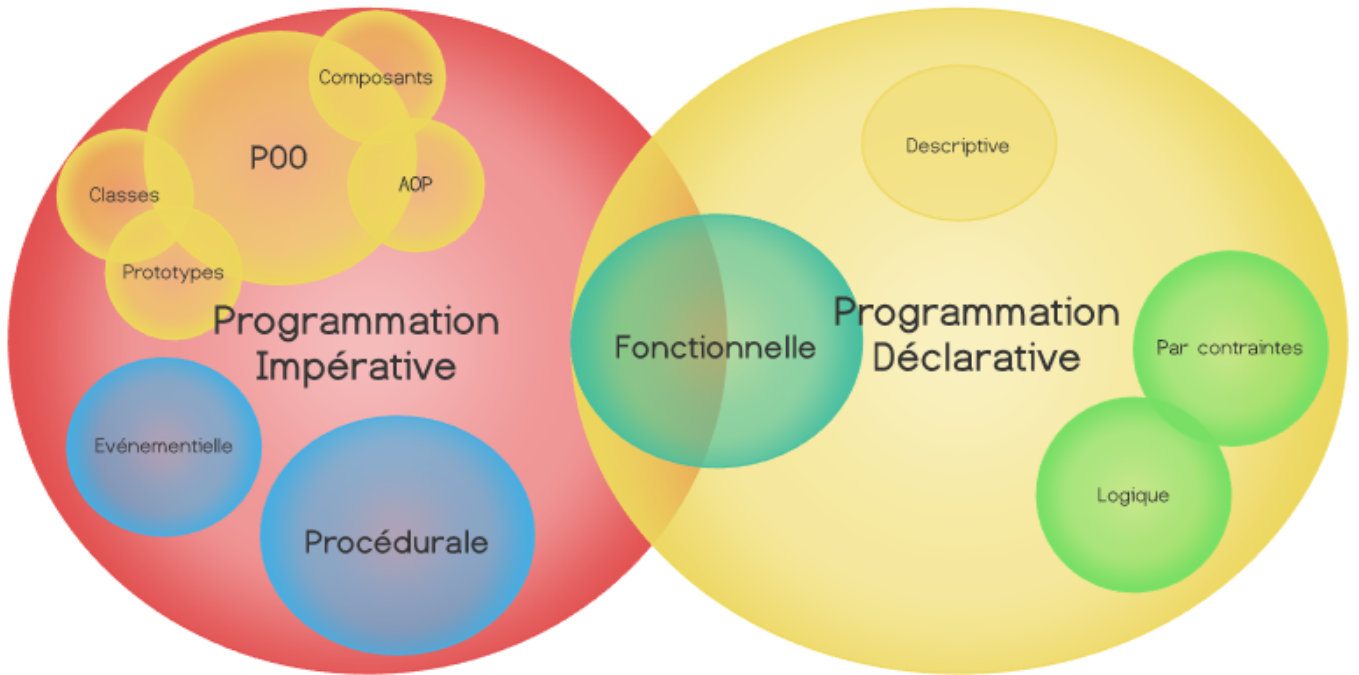 Composants
POO
AOP
Classes
Prototypes
Programmation
Impérative
Evénementielle
Procédurale
Fonctionnelle
Descriptive
Programmation
Déclarative
Par contraintes
Logique